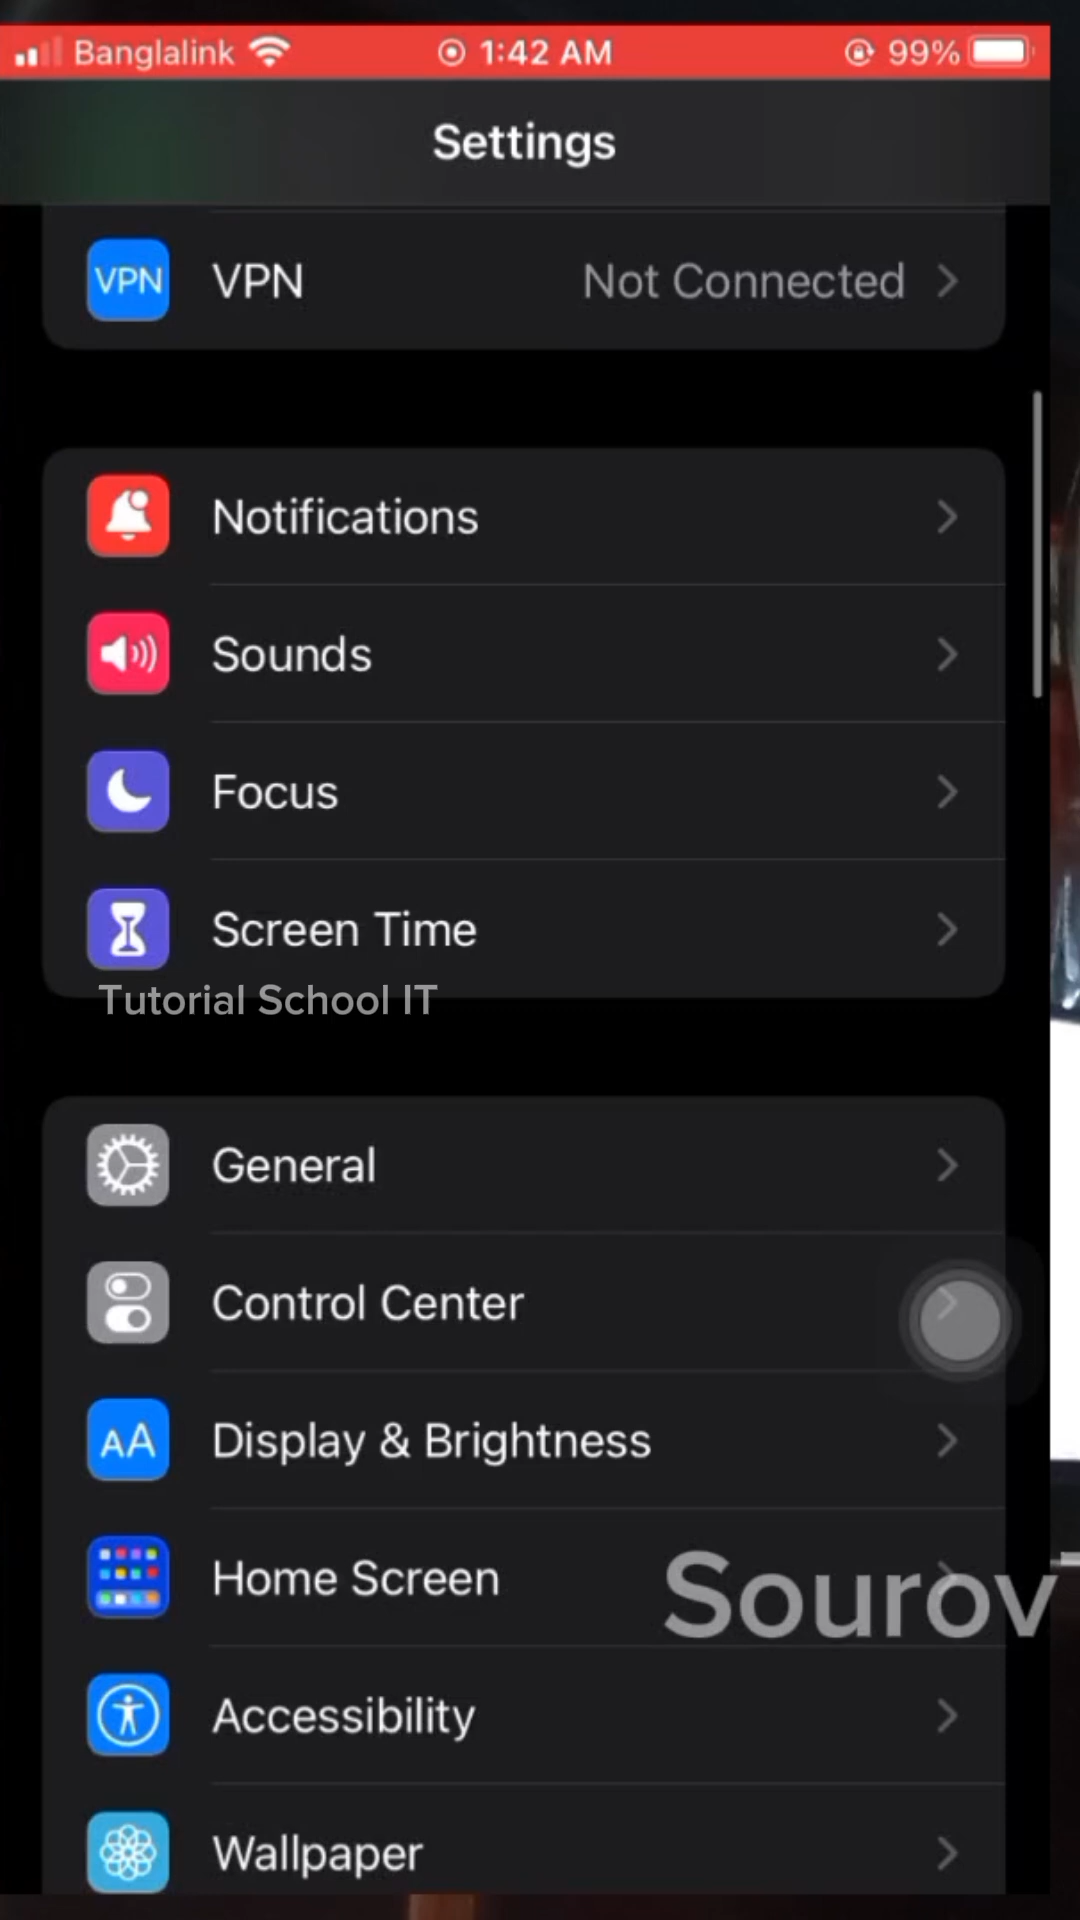 Banglalink 1:42 AM 99%
Settings
VPN VPN Not Connected
Notifications
Sounds
Focus
Screen Time
Tutorial School IT
General
Control Center
AA Display & Brightness
Home Screen
Sourov
Accessibility
Wallpaper